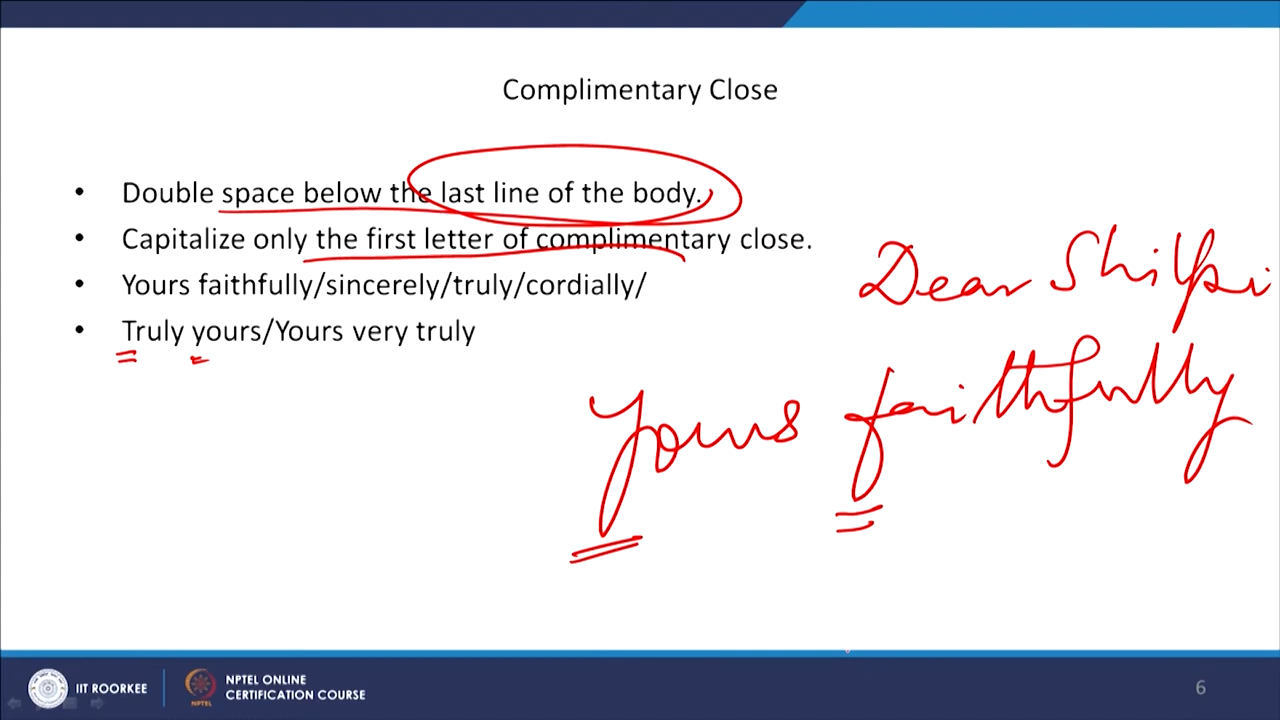 Complimentary Close
• Double space below the last line of the body.
• Capitalize only the first letter of complimentary close.
• Yours faithfully/sincerely/truly/cordially/
• Truly yours/Yours very truly
Dear Shilpi
Yours faithfully
IIT ROORKEE
NPTEL
NPTEL ONLINE
CERTIFICATION COURSE
6